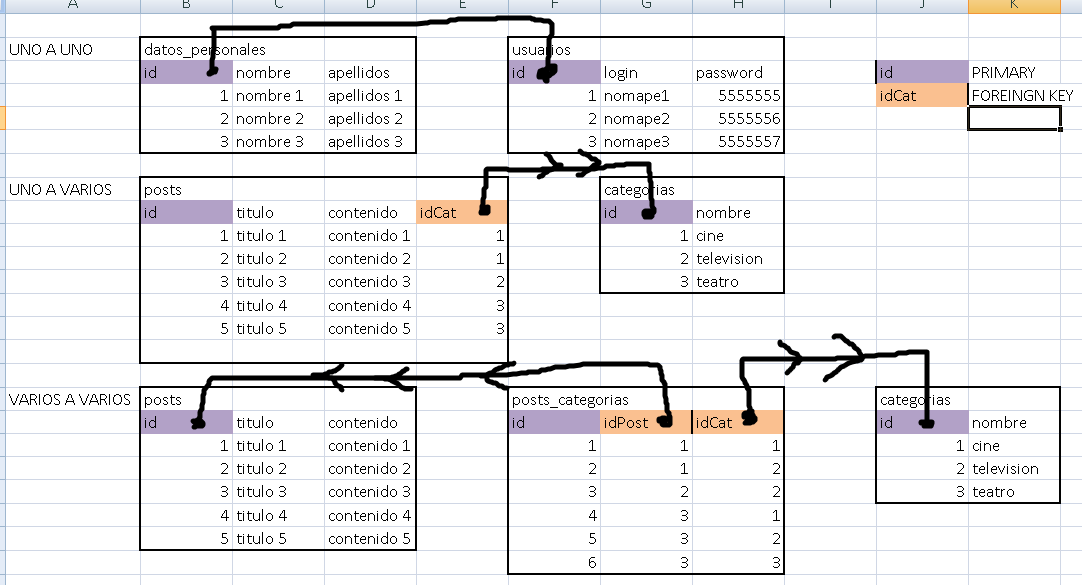 A B C D E F G H I J K
UNO A UNO datos_personales usuarios
id nombre apellidos id login password id PRIMARY
1 nombre 1 apellidos 1 1 nomape1 5555555 idCat FOREINGN KEY
2 nombre 2 apellidos 2 2 nomape2 5555556
3 nombre 3 apellidos 3 3 nomape3 5555557
UNO A VARIOS posts categorias
id titulo contenido idCat id nombre
1 titulo 1 contenido 1 1 1 cine
2 titulo 2 contenido 2 1 2 television
3 titulo 3 contenido 3 2 3 teatro
4 titulo 4 contenido 4 3
5 titulo 5 contenido 5 3
VARIOS A VARIOS posts posts_categorias categorias
id titulo contenido id idPost idCat id nombre
1 titulo 1 contenido 1 1 1 1 1 cine
2 titulo 2 contenido 2 2 1 2 2 television
3 titulo 3 contenido 3 3 2 2 3 teatro
4 titulo 4 contenido 4 4 3 1
5 titulo 5 contenido 5 5 3 2
6 3 3